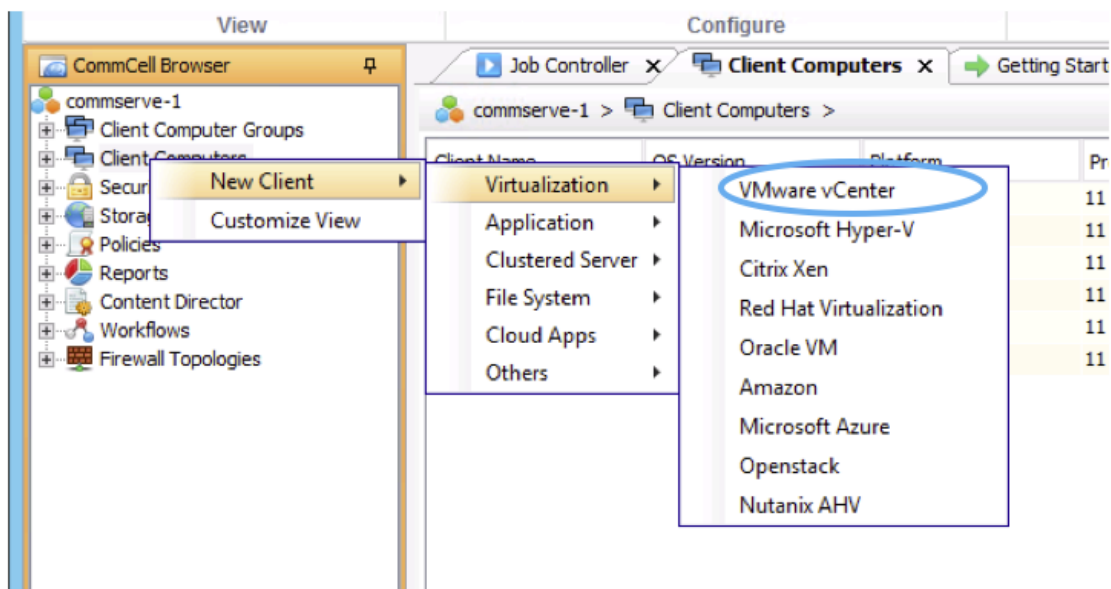 View
Configure
CommCell Browser
Job Controller
Client Computers
Getting Start
commserve-1
commserve-1 > Client Computers >
Client Computer Groups
Client Computers
Client Name
OS Version
Platform
Pr
Securi
New Client
Virtualization
VMware vCenter
11
Storag
Customize View
Application
Microsoft Hyper-V
11
Policies
Clustered Server
Citrix Xen
11
Reports
File System
Red Hat Virtualization
11
Content Director
Cloud Apps
Oracle VM
11
Workflows
Others
Amazon
11
Firewall Topologies
Microsoft Azure
Openstack
Nutanix AHV